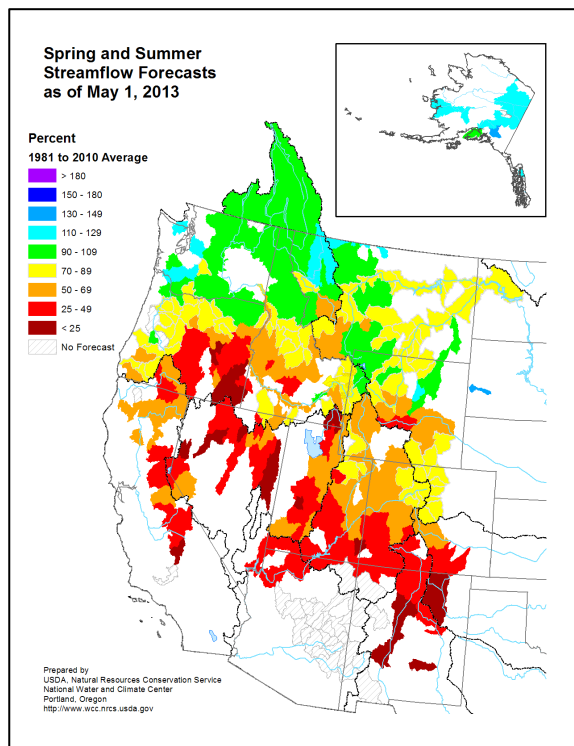 Spring and Summer
Streamflow Forecasts
as of May 1, 2013
Percent
1981 to 2010 Average
> 180
150 - 180
130 - 149
110 - 129
90 - 109
70 - 89
50 - 69
25 - 49
< 25
No Forecast
Prepared by
USDA, Natural Resources Conservation Service
National Water and Climate Center
Portland, Oregon
http://www.wcc.nrcs.usda.gov